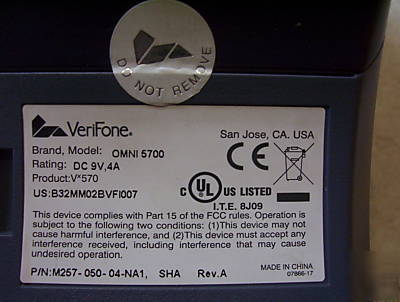 DO NOT REMOVE
VeriFone®
San Jose, CA. USA
Brand, Model: OMNI 5700
Rating: DC 9V,4A
Product:Vx570
US:B32MM02BVFI007
CE
c UL ® US LISTED
I.T.E. 8J09
This device complies with Part 15 of the FCC rules. Operation is
subject to the following two conditions: (1)This device may not
cause harmful interference, and (2)This device must accept any
interference received, including interference that may cause
undesired operation.
P/N:M257-050-04-NA1, SHA Rev.A
MADE IN CHINA
07866-17